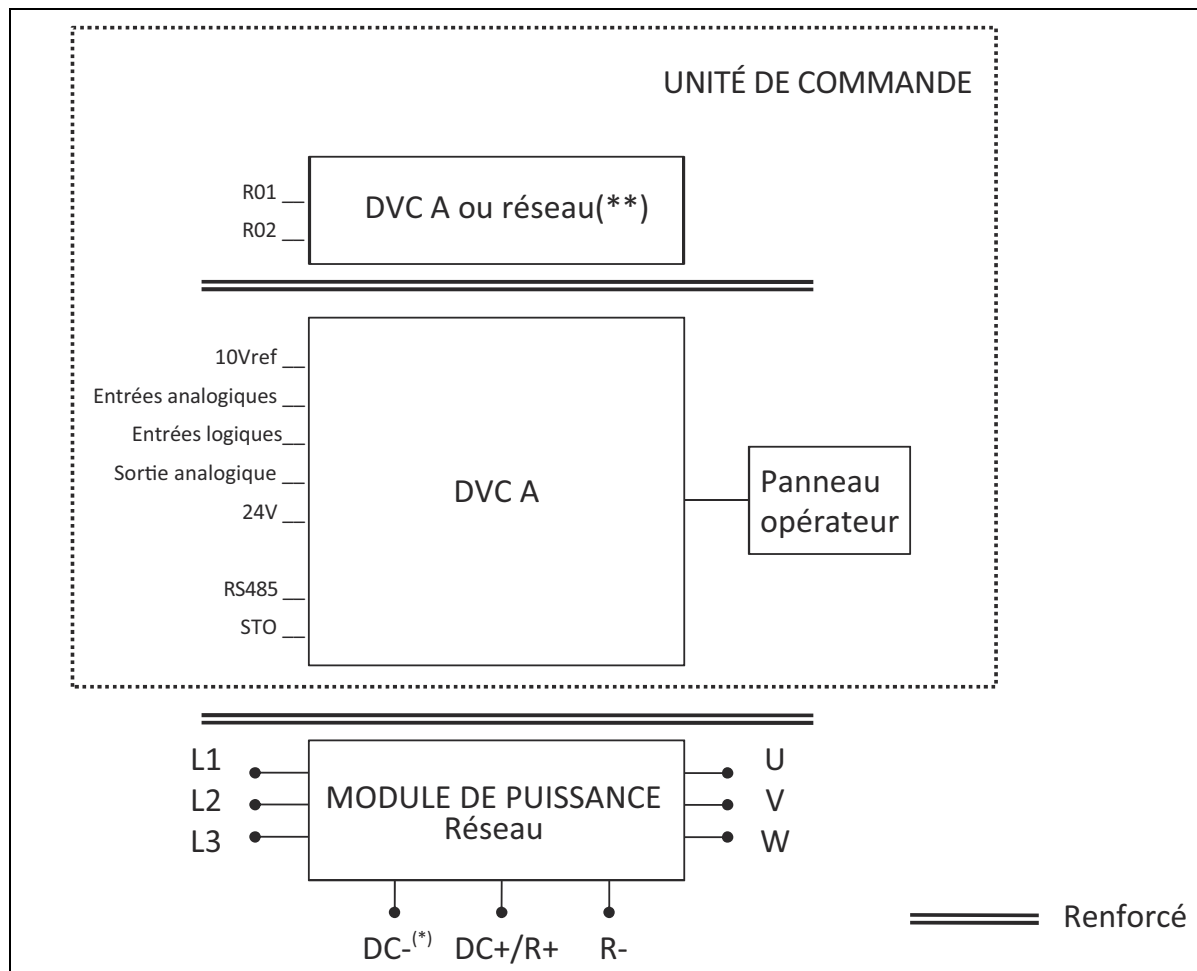 UNITÉ DE COMMANDE
R01
R02
DVC A ou réseau(**)
10Vref
Entrées analogiques
Entrées logiques
Sortie analogique
24V
RS485
STO
DVC A
Panneau
opérateur
L1
L2
L3
MODULE DE PUISSANCE
Réseau
U
V
W
DC-(*)
DC+/R+
R-
Renforcé